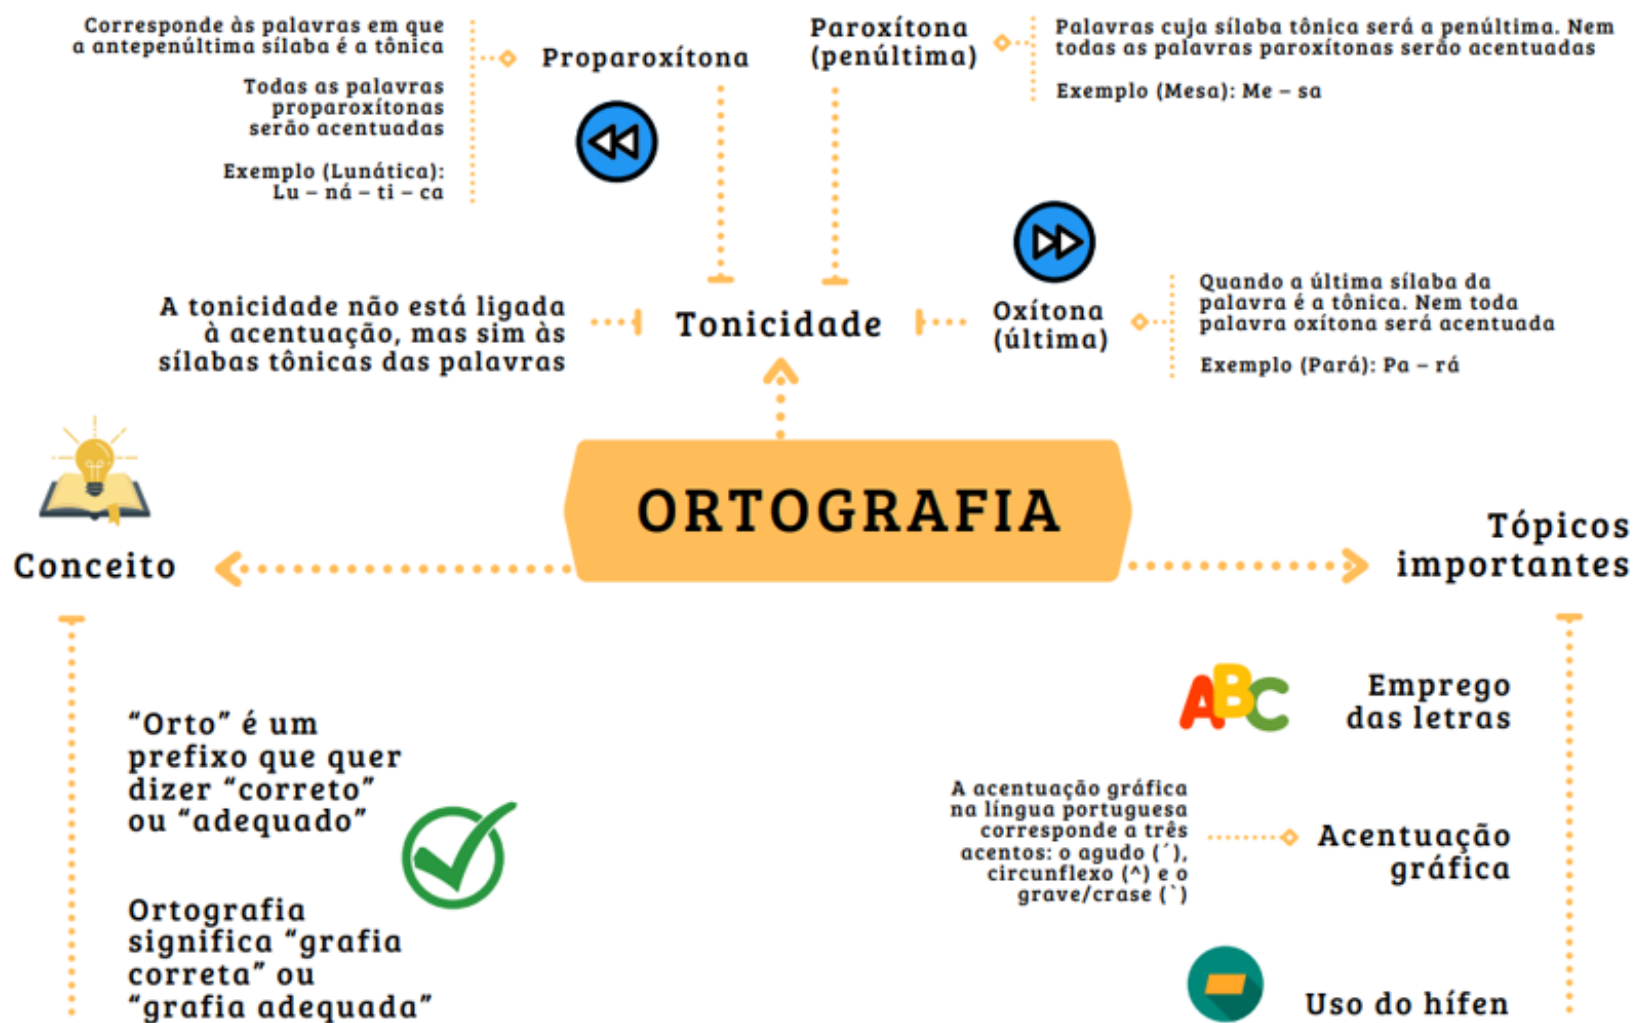 Corresponde às palavras em que
a antepenúltima sílaba é a tônica
Todas as palavras
proparoxítonas
serão acentuadas
Exemplo (Lunática):
Lu – ná – ti – ca
Proparoxítona
Paroxítona
(penúltima)
Palavras cuja sílaba tônica será a penúltima. Nem
todas as palavras paroxítonas serão acentuadas
Exemplo (Mesa): Me – sa
A tonicidade não está ligada
à acentuação, mas sim às
sílabas tônicas das palavras
Tonicidade
Oxítona
(última)
Quando a última sílaba da
palavra é a tônica. Nem toda
palavra oxítona será acentuada
Exemplo (Pará): Pa – rá
ORTOGRAFIA
Conceito
“Orto” é um
prefixo que quer
dizer “correto”
ou “adequado”
Ortografia
significa “grafia
correta” ou
“grafia adequada”
Tópicos
importantes
ABC
Emprego
das letras
A acentuação gráfica
na língua portuguesa
corresponde a três
acentos: o agudo (´),
circunflexo (^) e o
grave/crase (`)
Acentuação
gráfica
Uso do hífen